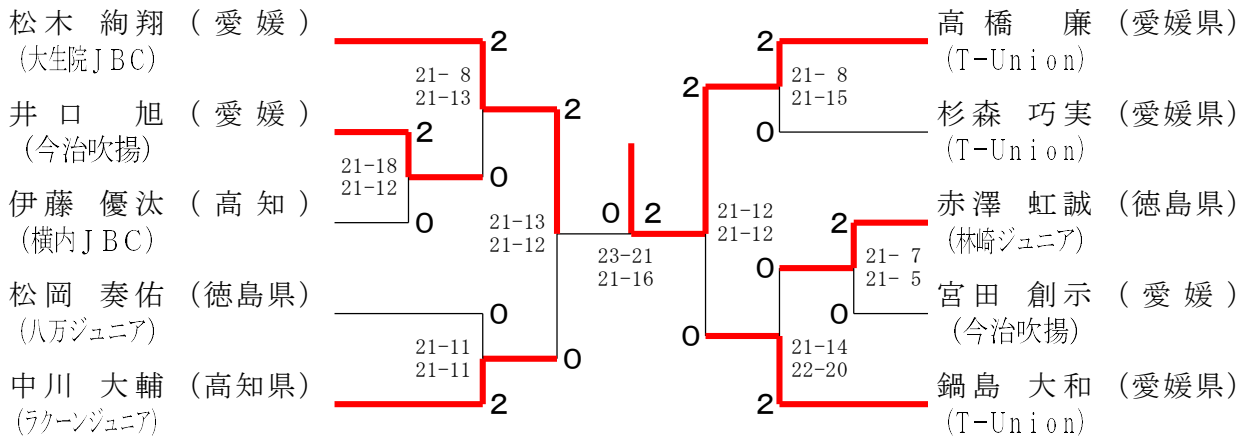 松木 絢翔 (愛媛)
(大生院JBC)
井口 旭 (愛媛)
(今治吹揚)
伊藤 優汰 (高知)
(横内JBC)
松岡 奏佑 (徳島県)
(八万ジュニア)
中川 大輔 (高知県)
(ラクーンジュニア)
2
21- 8
21-13
2
21-18
21-12
0
0
2
21-13
21-12
0
21-11
21-11
2
0
0 2
23-21
21-16
2
21-12
21-12
0
2
21- 8
21-15
0
0
2
21- 7
21- 5
0
21-14
22-20
2
高橋 廉 (愛媛県)
(T-Union)
杉森 巧実 (愛媛県)
(T-Union)
赤澤 虹誠 (徳島県)
(林崎ジュニア)
宮田 創示 (愛媛)
(今治吹揚)
鍋島 大和 (愛媛県)
(T-Union)